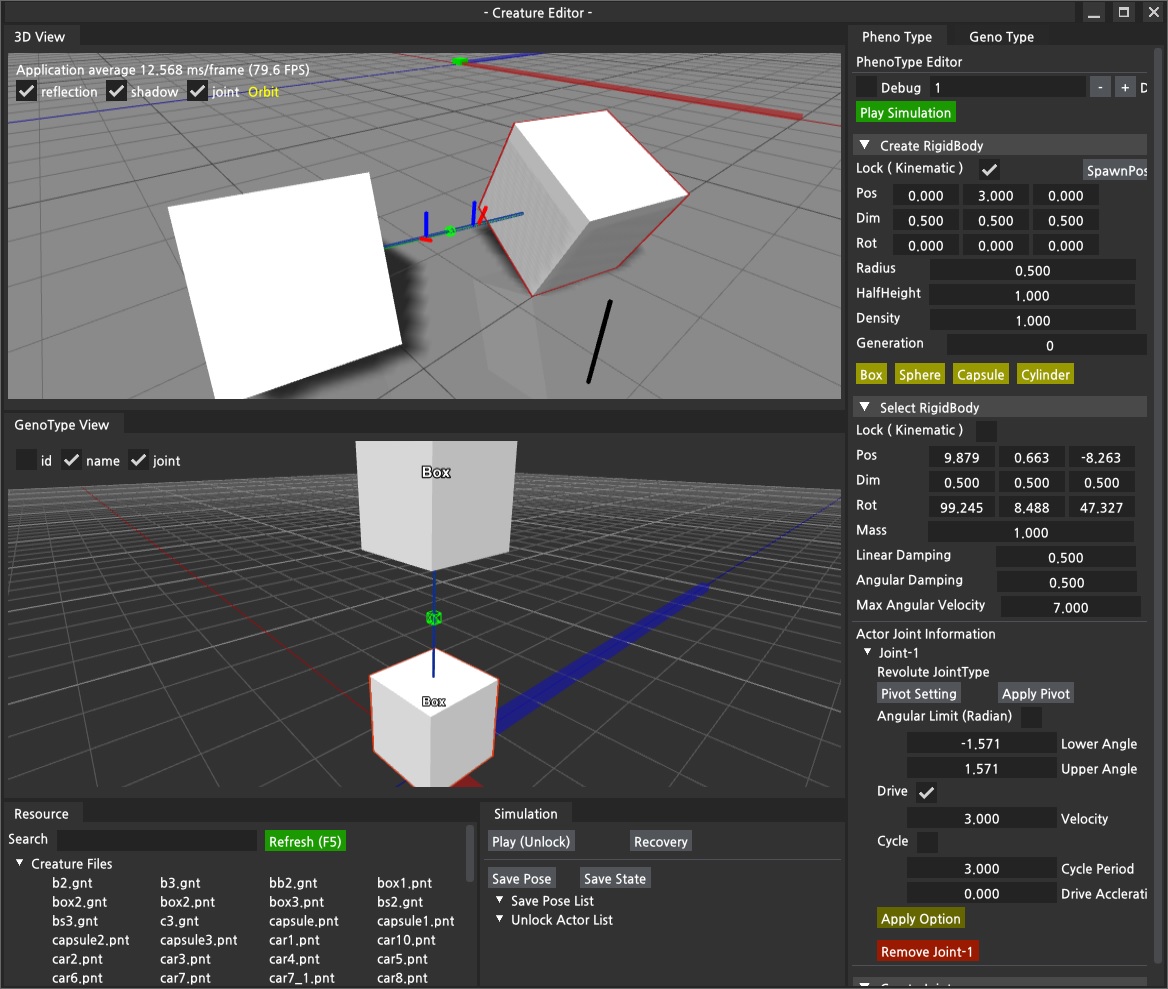 - Creature Editor -
3D View
Application average 12.568 ms/frame (79.6 FPS)
reflection shadow joint Orbit
GenoType View
id name joint
Box
Box
Resource
Search Refresh (F5)
Creature Files
b2.gnt b3.gnt bb2.gnt box1.pnt
box2.gnt box2.pnt box3.pnt bs2.gnt
bs3.gnt c3.gnt capsule.pnt capsule1.pnt
capsule2.pnt capsule3.pnt car1.pnt car10.pnt
car2.pnt car3.pnt car4.pnt car5.pnt
car6.pnt car7.pnt car7_1.pnt car8.pnt
Simulation
Play (Unlock) Recovery
Save Pose Save State
Save Pose List
Unlock Actor List
Pheno Type Geno Type
PhenoType Editor
Debug 1 - + D
Play Simulation
Create RigidBody
Lock ( Kinematic ) SpawnPos
Pos 0.000 3.000 0.000
Dim 0.500 0.500 0.500
Rot 0.000 0.000 0.000
Radius 0.500
HalfHeight 1.000
Density 1.000
Generation 0
Box Sphere Capsule Cylinder
Select RigidBody
Lock ( Kinematic )
Pos 9.879 0.663 -8.263
Dim 0.500 0.500 0.500
Rot 99.245 8.488 47.327
Mass 1.000
Linear Damping 0.500
Angular Damping 0.500
Max Angular Velocity 7.000
Actor Joint Information
Joint-1
Revolute JointType
Pivot Setting Apply Pivot
Angular Limit (Radian)
-1.571 Lower Angle
1.571 Upper Angle
Drive
3.000 Velocity
Cycle
3.000 Cycle Period
0.000 Drive Acclerati
Apply Option
Remove Joint-1